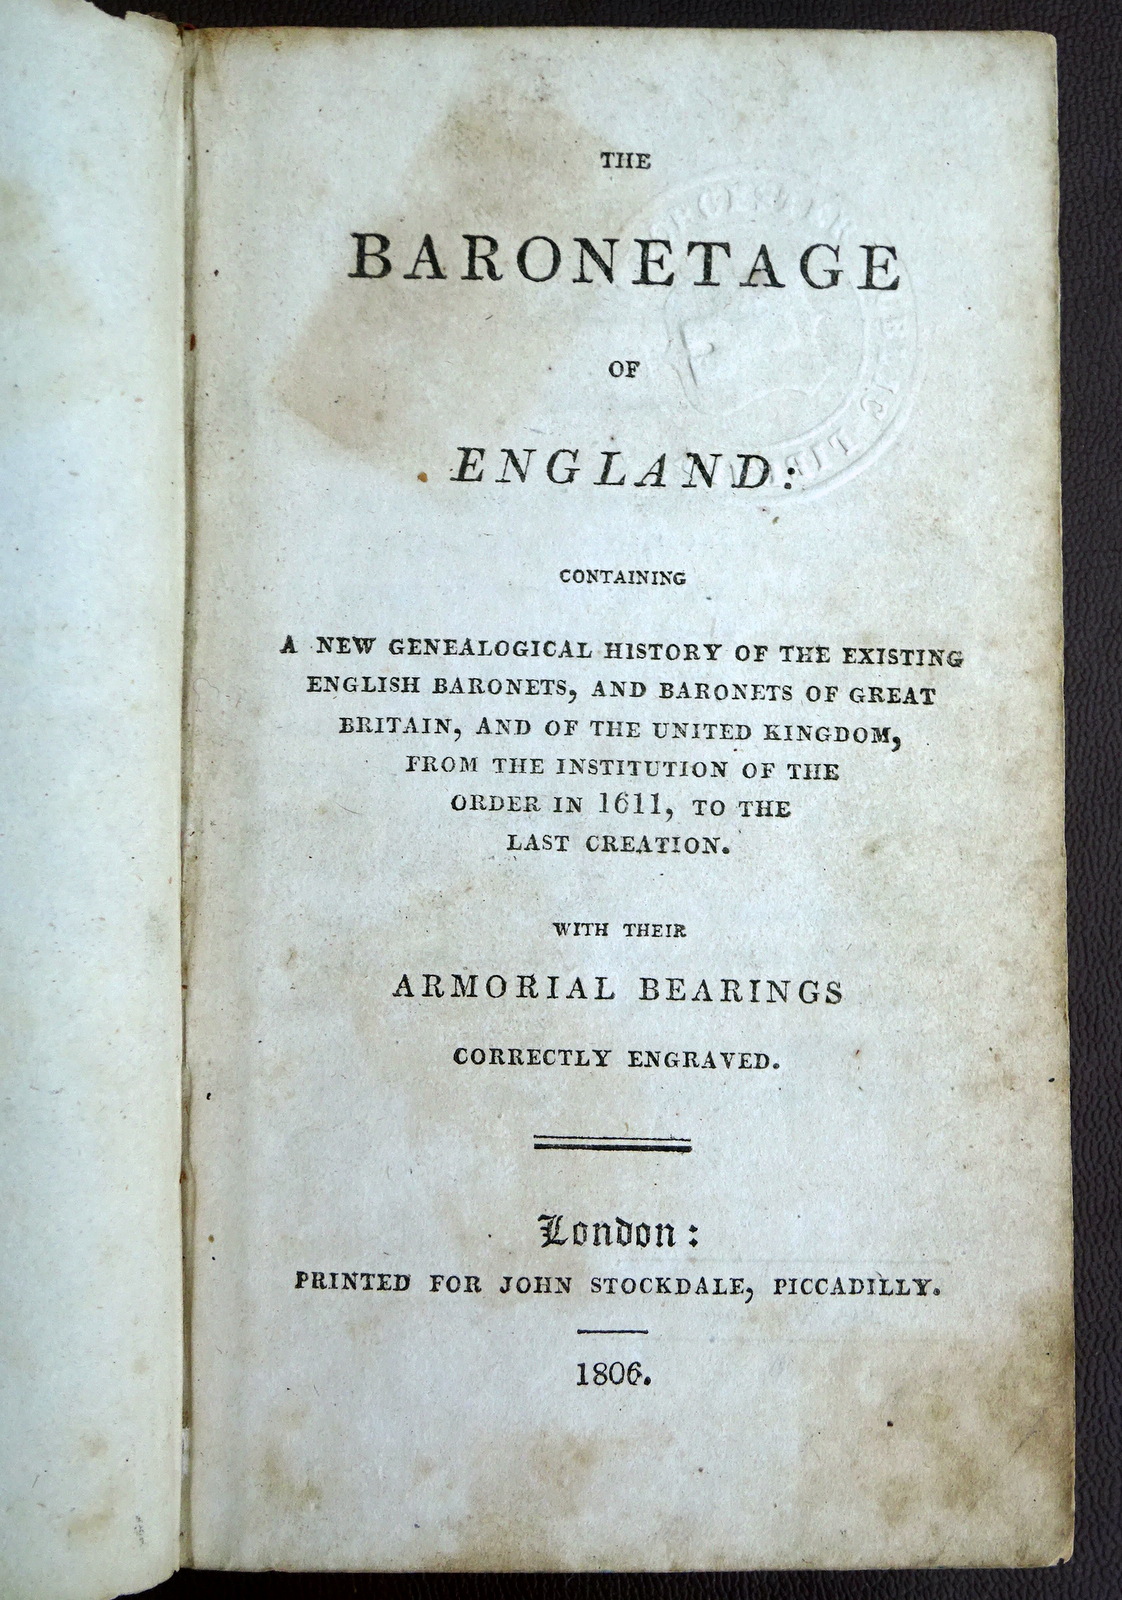 THE
BARONETAGE
OF
ENGLAND:
CONTAINING
A NEW GENEALOGICAL HISTORY OF THE EXISTING
ENGLISH BARONETS, AND BARONETS OF GREAT
BRITAIN, AND OF THE UNITED KINGDOM,
FROM THE INSTITUTION OF THE
ORDER IN 1611, TO THE
LAST CREATION.
WITH THEIR
ARMORIAL BEARINGS
CORRECTLY ENGRAVED.
London:
PRINTED FOR JOHN STOCKDALE, PICCADILLY.
1806.